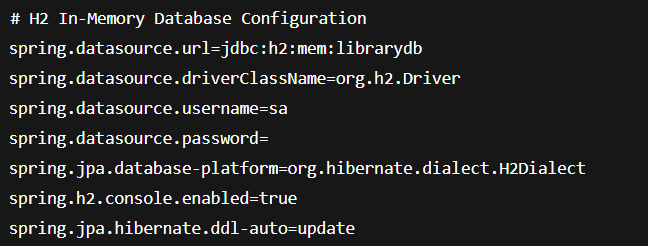 # H2 In-Memory Database Configuration
spring.datasource.url=jdbc:h2:mem:librarydb
spring.datasource.driverClassName=org.h2.Driver
spring.datasource.username=sa
spring.datasource.password=
spring.jpa.database-platform=org.hibernate.dialect.H2Dialect
spring.h2.console.enabled=true
spring.jpa.hibernate.ddl-auto=update